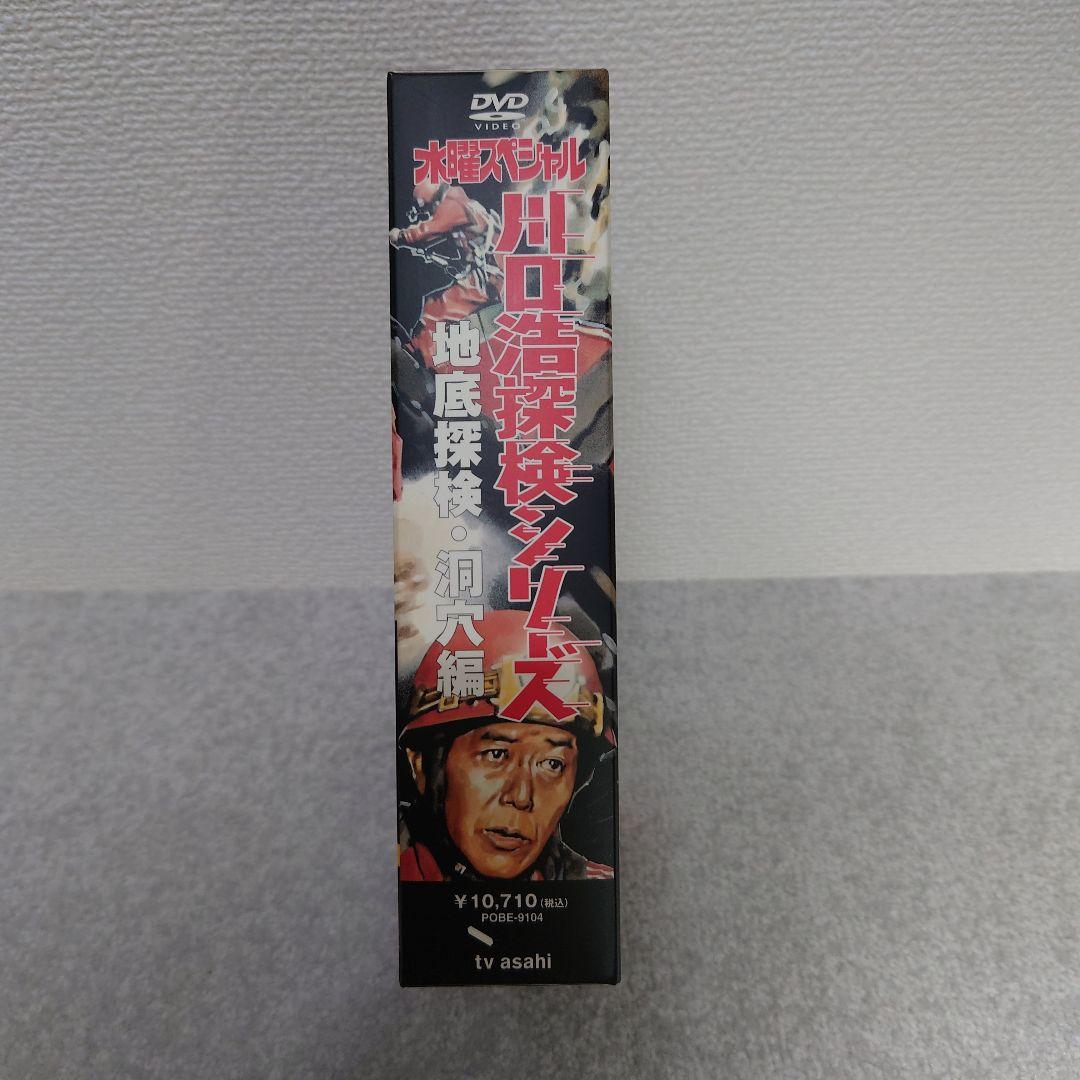 DVD
VIDEO
水曜スペシャル
川口浩探検シリーズ
地底探検・洞穴編
￥10,710(税込)
POBE-9104
tv asahi